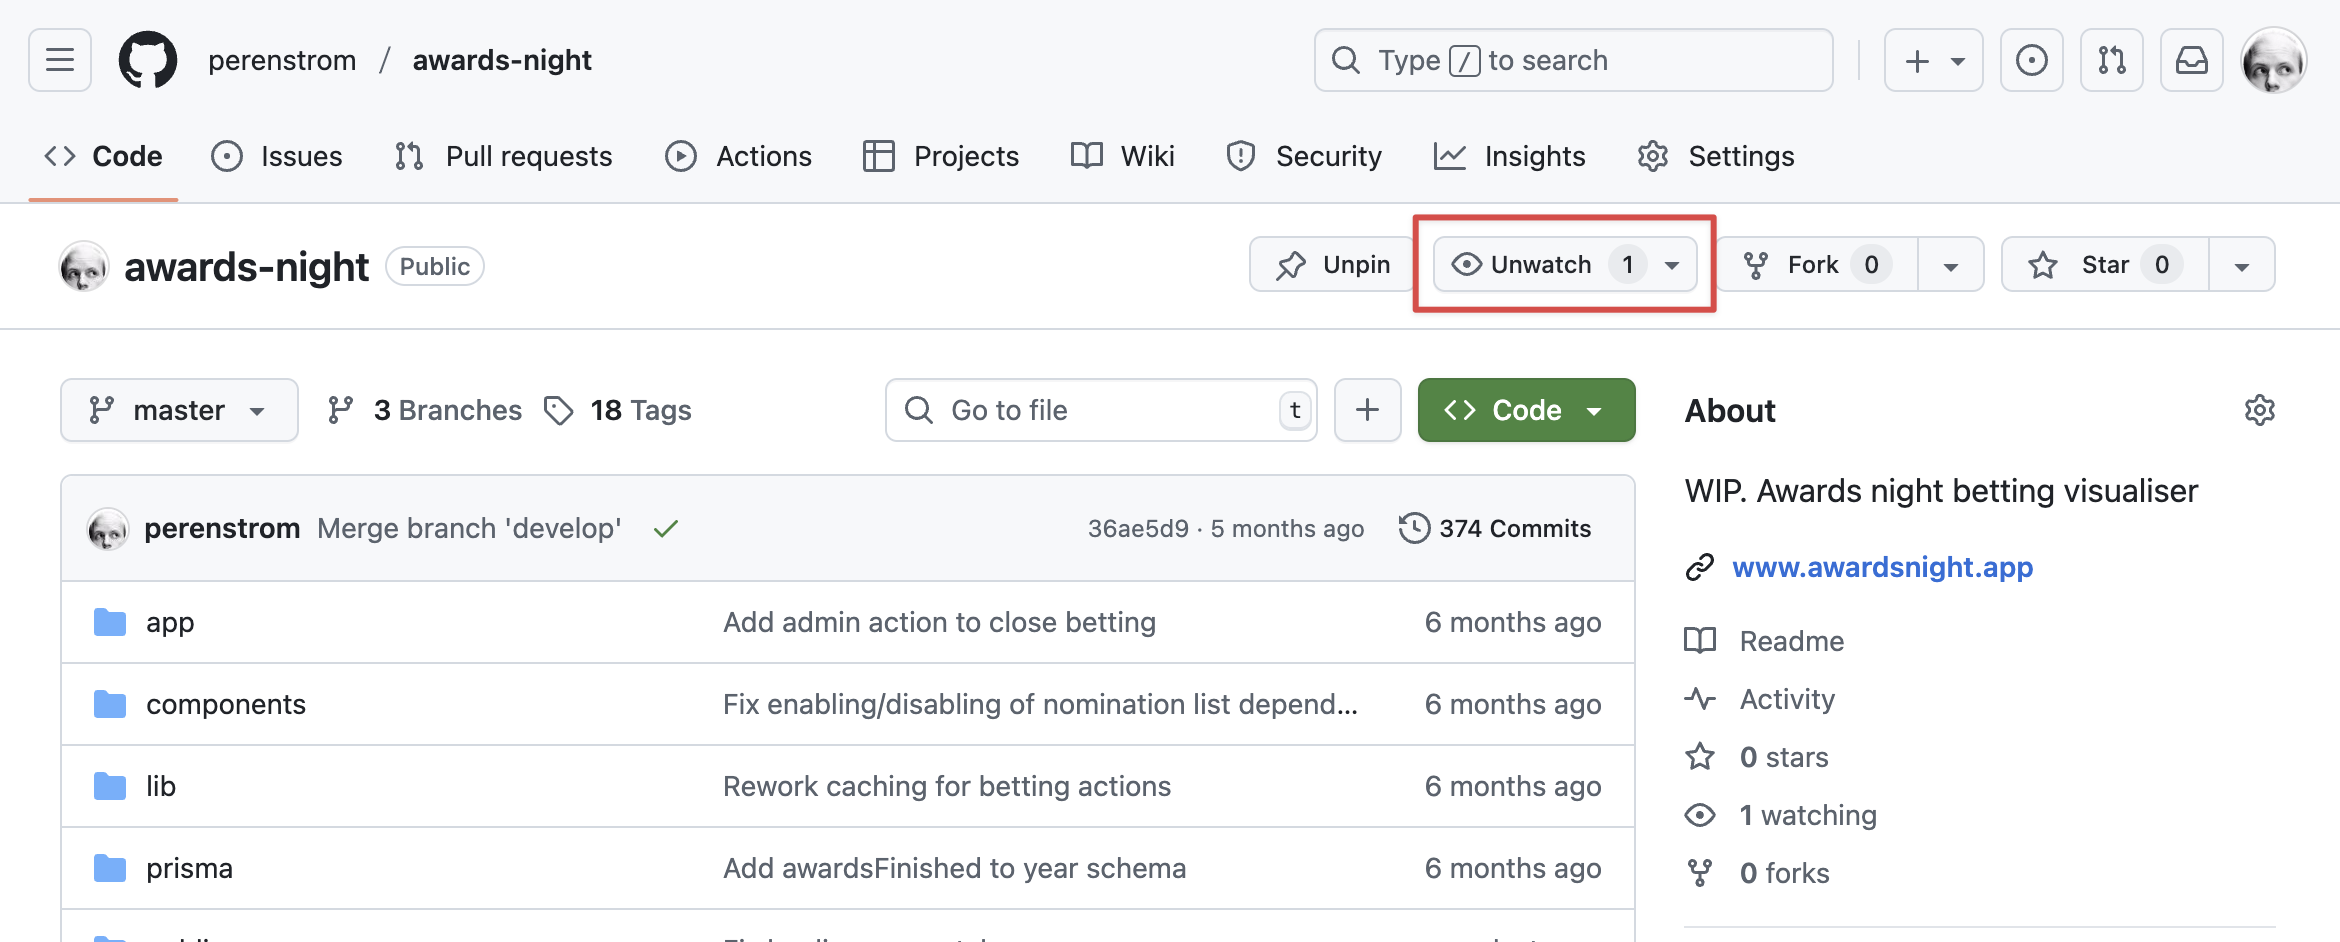 perenstrom / awards-night
Type / to search
Code Issues Pull requests Actions Projects Wiki Security Insights Settings
awards-night Public Unpin Unwatch 1 Fork 0 Star 0
master 3 Branches 18 Tags Go to file t Code
perenstrom Merge branch 'develop' 36ae5d9 · 5 months ago 374 Commits
app Add admin action to close betting 6 months ago
components Fix enabling/disabling of nomination list depend... 6 months ago
lib Rework caching for betting actions 6 months ago
prisma Add awardsFinished to year schema 6 months ago
About
WIP. Awards night betting visualiser
www.awardsnight.app
Readme
Activity
0 stars
1 watching
0 forks